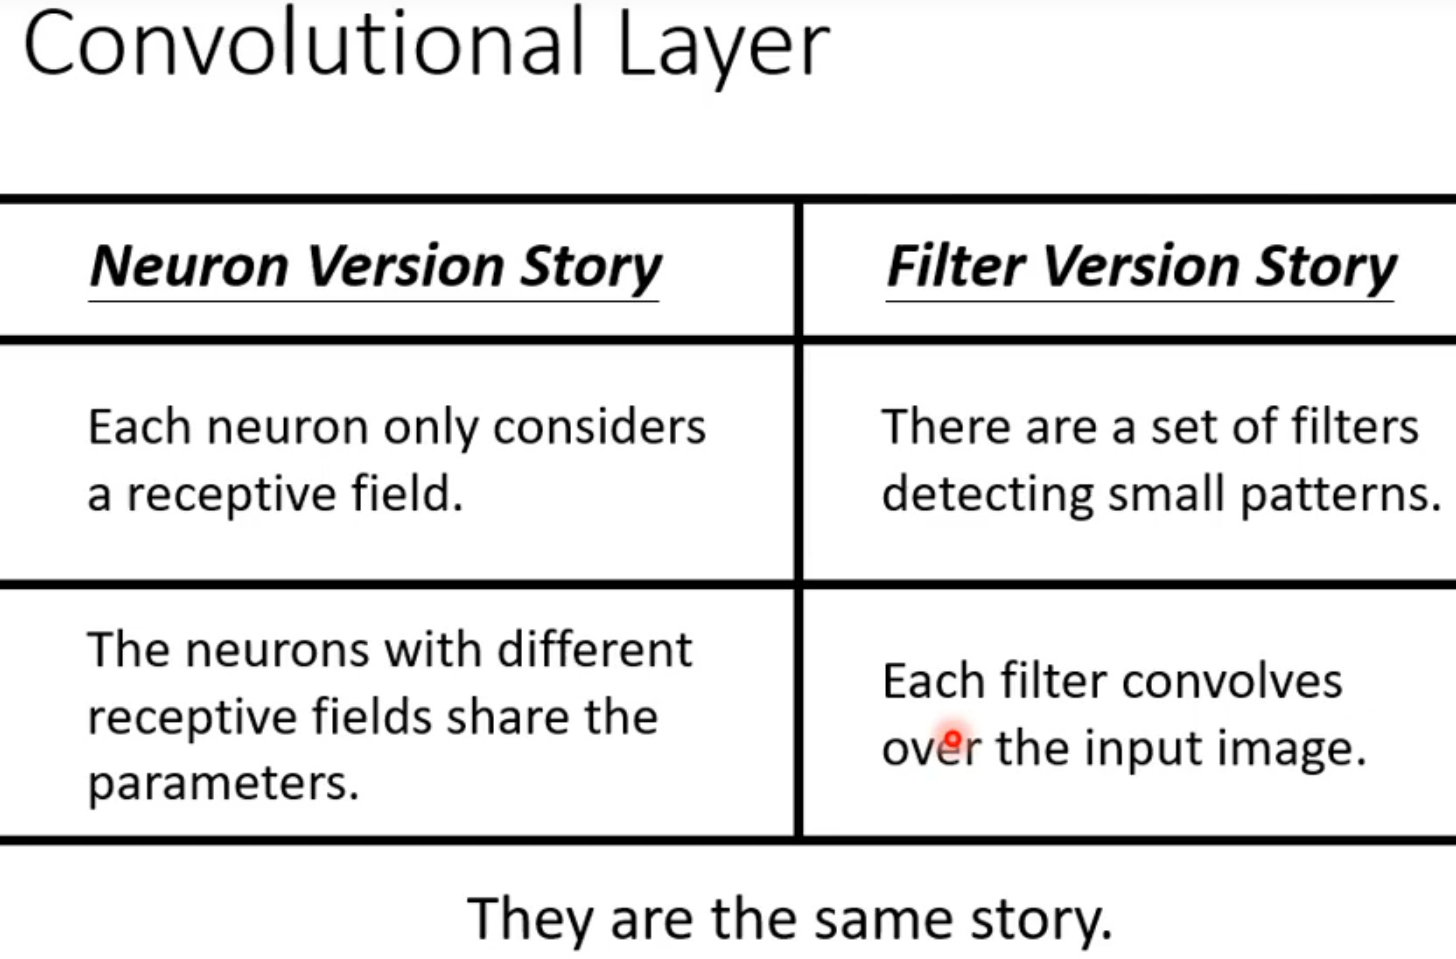 Convolutional Layer
Neuron Version Story
Filter Version Story
Each neuron only considers
a receptive field.
There are a set of filters
detecting small patterns.
The neurons with different
receptive fields share the
parameters.
Each filter convolves
over the input image.
They are the same story.